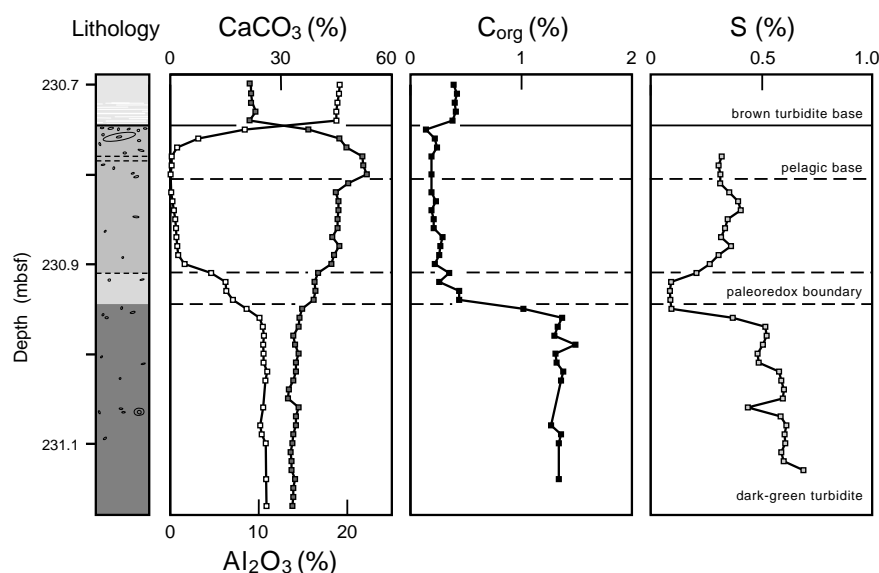 Lithology CaCO₃ (%) C_org (%) S (%)
0 30 60 0 1 2 0 0.5 1.0
230.7
brown turbidite base
pelagic base
230.9
paleoredox boundary
Depth (mbsf)
231.1
dark-green turbidite
0 10 20
Al₂O₃ (%)